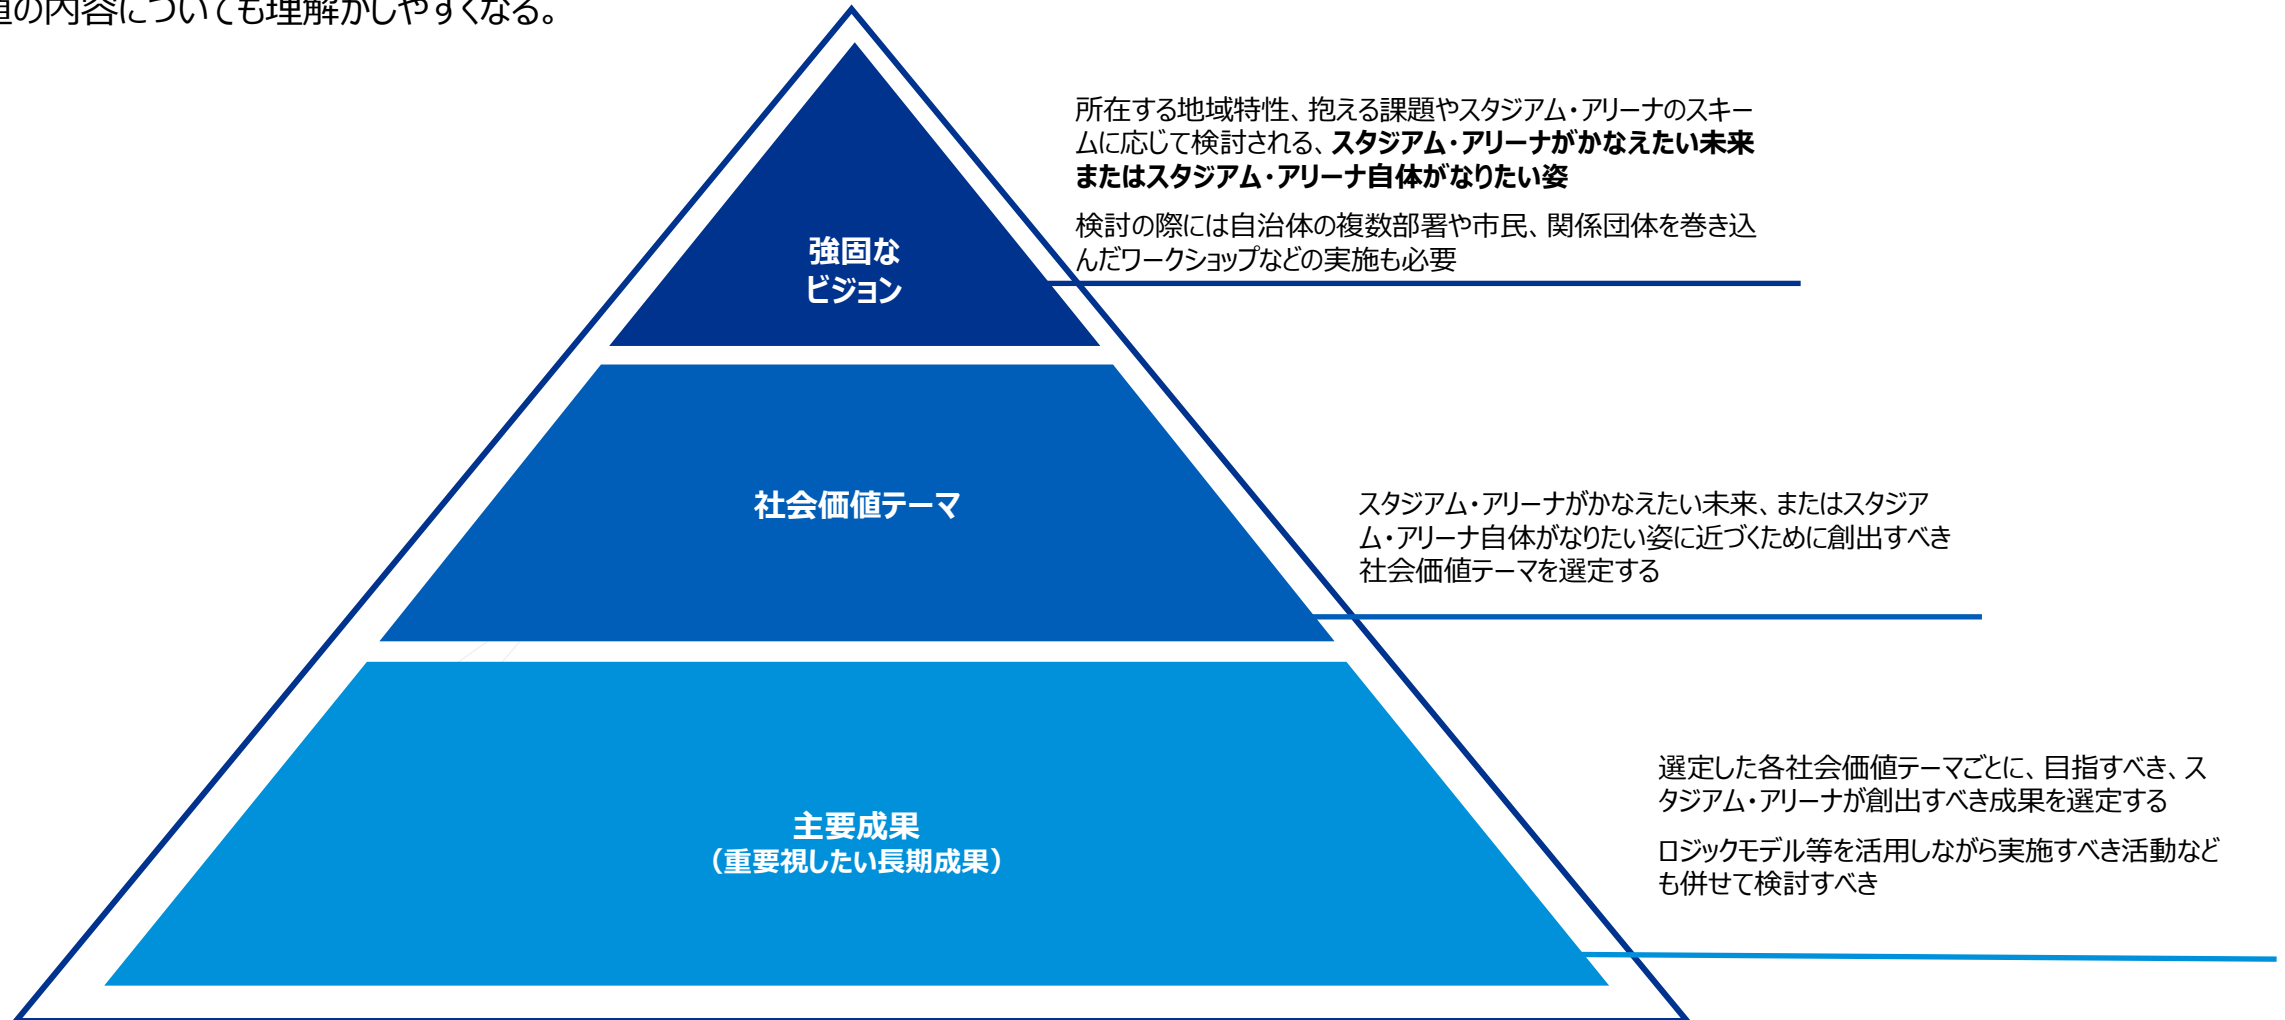 の内容についても理解がしやすくなる。
所在する地域特性、抱える課題やスタジアム・アリーナのスキー
ムに応じて検討される、スタジアム・アリーナがかなえたい未来
またはスタジアム・アリーナ自体がなりたい姿
検討の際には自治体の複数部署や市民、関係団体を巻き込
んだワークショップなどの実施も必要
強固な
ビジョン
社会価値テーマ
スタジアム・アリーナがかなえたい未来、またはスタジア
ム・アリーナ自体がなりたい姿に近づくために創出すべき
社会価値テーマを選定する
主要成果
（重要視したい長期成果）
選定した各社会価値テーマごとに、目指すべき、ス
タジアム・アリーナが創出すべき成果を選定する
ロジックモデル等を活用しながら実施すべき活動など
も併せて検討すべき